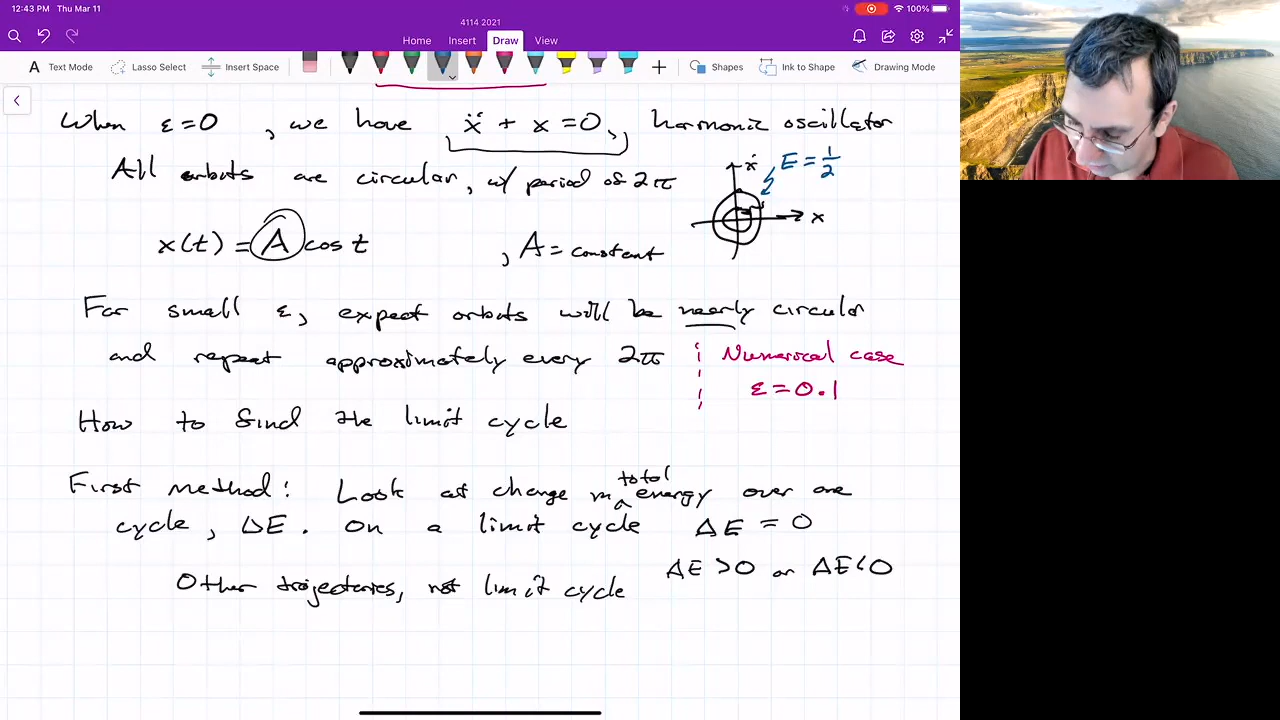 12:43 PM Thu Mar 11
100%
4114 2021
Home Insert Draw View
Text Mode Lasso Select Insert Space Shapes Ink to Shape Drawing Mode
When ε=0, we have ẍ + x = 0, harmonic oscillator
All orbits are circular, w/ period of 2π
ẋ
E = 1/2
x
x(t) = A cos t , A = constant
For small ε, expect orbits will be nearly circular
and repeat approximately every 2π
Numerical case
ε = 0.1
How to find the limit cycle
First method: Look at change in total energy over one
cycle, ΔE. On a limit cycle ΔE = 0
Other trajectories, not limit cycle ΔE > 0 or ΔE < 0